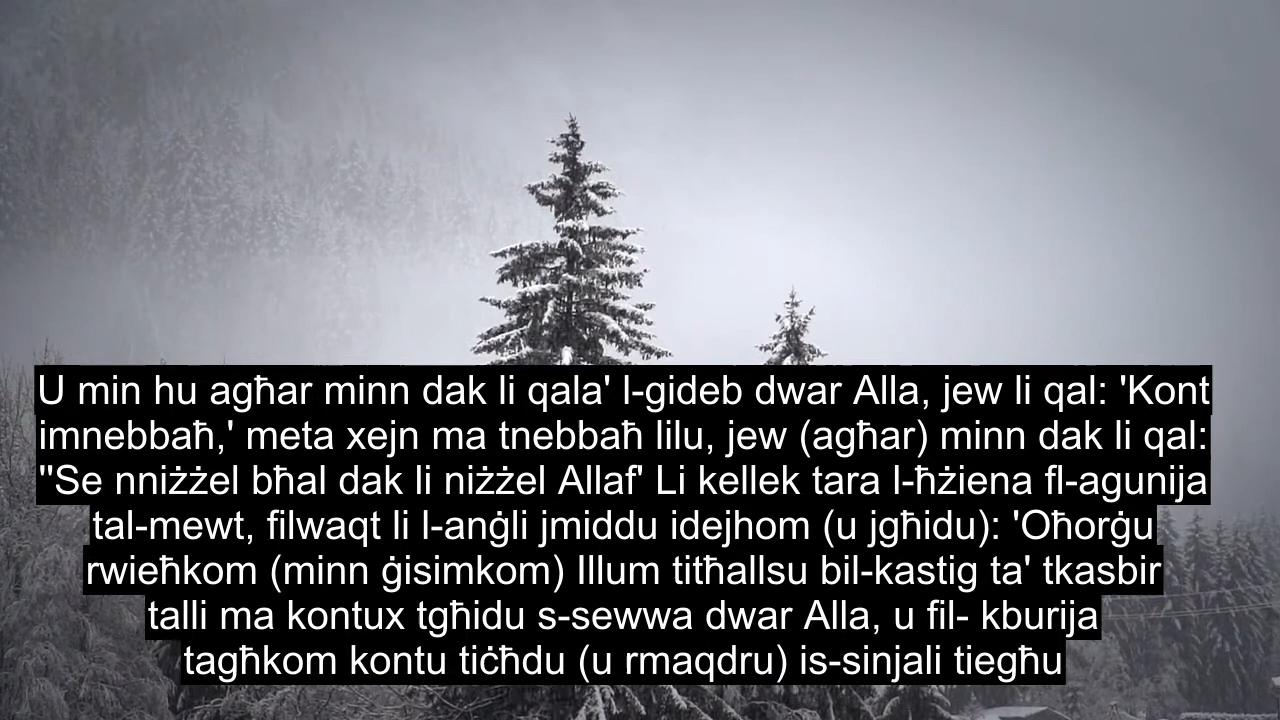 U min hu agħar minn dak li qala' l-gideb dwar Alla, jew li qal: 'Kont
imnebbaħ,' meta xejn ma tnebbaħ lilu, jew (agħar) minn dak li qal:
"Se nniżżel bħal dak li niżżel Allaf' Li kellek tara l-ħżiena fl-agunija
tal-mewt, filwaqt li l-anġli jmiddu idejhom (u jgħidu): 'Oħorġu
rwieħkom (minn ġisimkom) Illum titħallsu bil-kastig ta' tkasbir
talli ma kontux tgħidu s-sewwa dwar Alla, u fil- kburija
tagħkom kontu tiċħdu (u rmaqdru) is-sinjali tiegħu